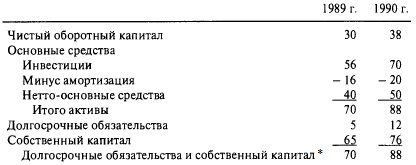 1989 г. 1990 г.
Чистый оборотный капитал 30 38
Основные средства
Инвестиции 56 70
Минус амортизация – 16 – 20
Нетто-основные средства 40 50
Итого активы 70 88
Долгосрочные обязательства 5 12
Собственный капитал 65 76
Долгосрочные обязательства и собственный капитал* 70 88